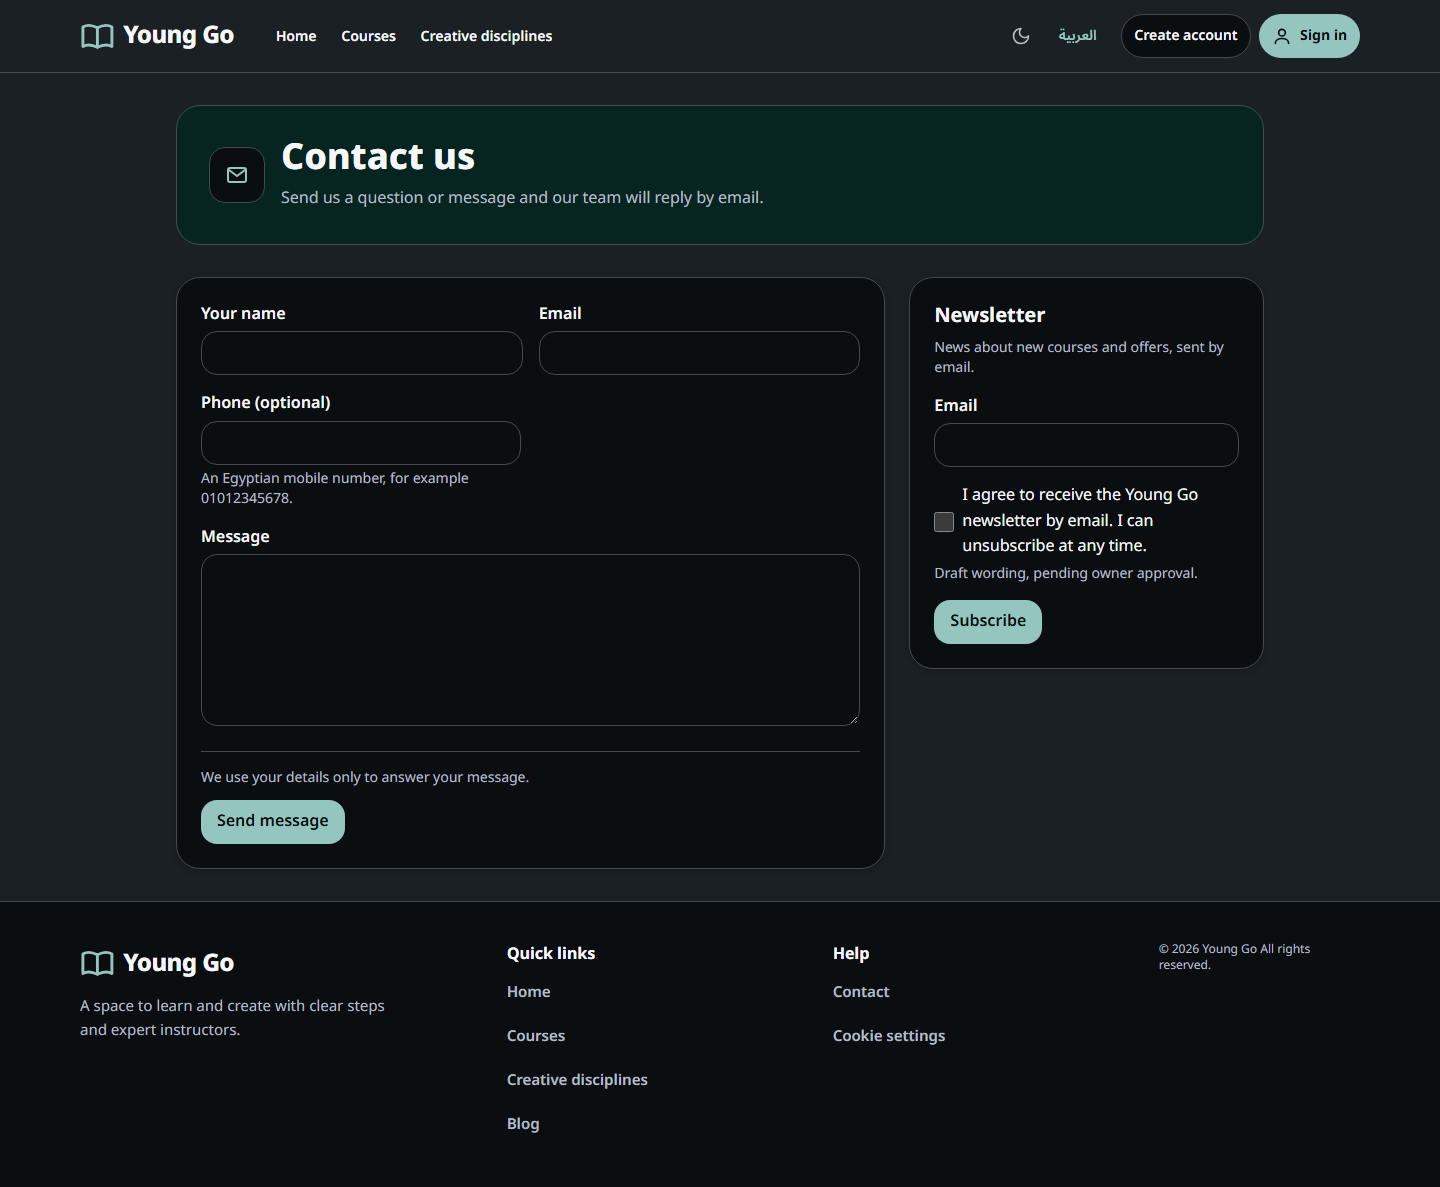 Young Go
Home
Courses
Creative disciplines
العربية
Create account
Sign in
Contact us
Send us a question or message and our team will reply by email.
Your name
Email
Phone (optional)
An Egyptian mobile number, for example
01012345678.
Message
We use your details only to answer your message.
Send message
Newsletter
News about new courses and offers, sent by
email.
Email
I agree to receive the Young Go
newsletter by email. I can
unsubscribe at any time.
Draft wording, pending owner approval.
Subscribe
Young Go
A space to learn and create with clear steps
and expert instructors.
Quick links
Home
Courses
Creative disciplines
Blog
Help
Contact
Cookie settings
© 2026 Young Go All rights
reserved.